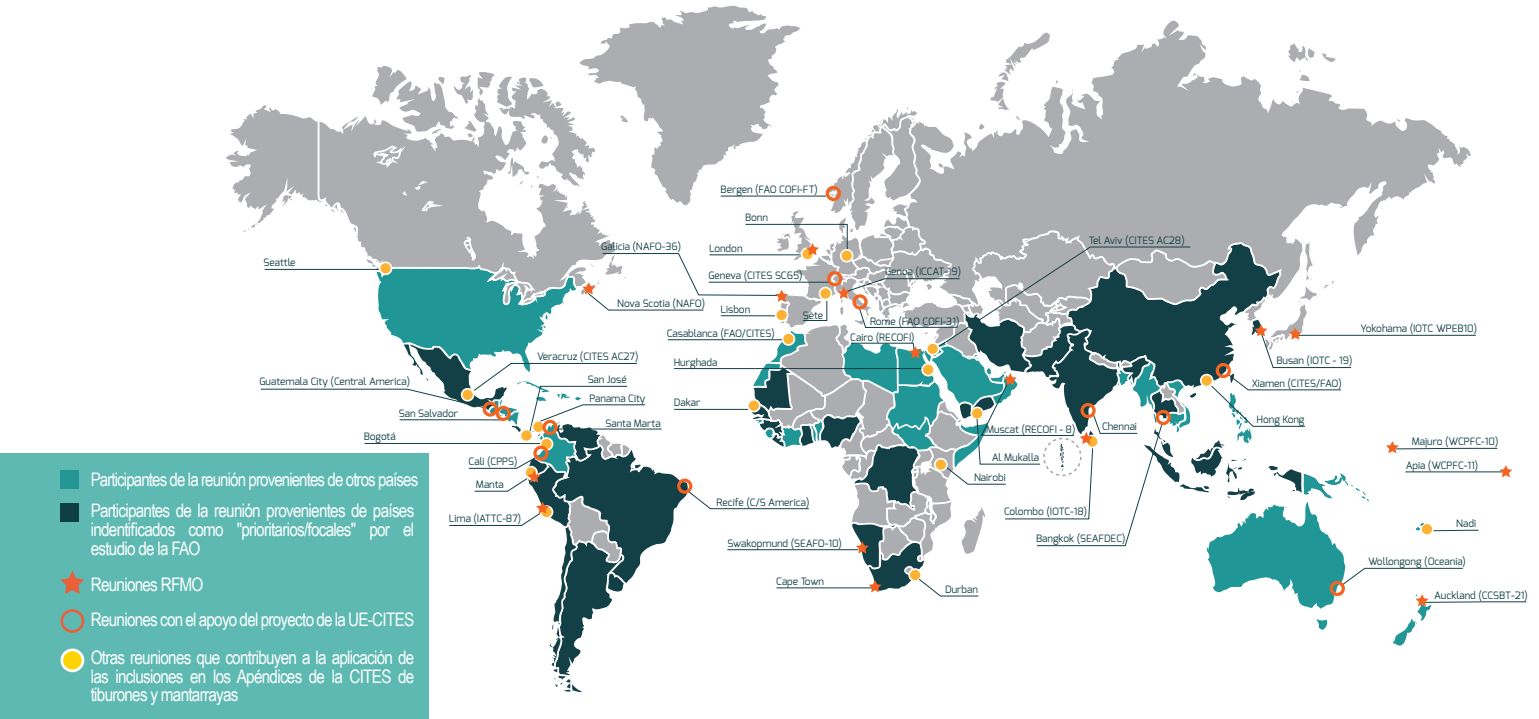 Bergen (FAO COFI-FT)
Bonn
Galicia (NAFO-36)
London
Tel Aviv (CITES AC28)
Seattle
Geneva (CITES SC65)
Genoa (ICCAT-19)
Nova Scotia (NAFO)
Lisbon
Sète
Rome (FAO COFI-31)
Casablanca (FAO/CITES)
Cairo (RECOFI)
Yokohama (IOTC WPEB10)
Veracruz (CITES AC27)
Hurghada
Busan (IOTC - 19)
Guatemala City (Central America)
San José
Xiamen (CITES/FAO)
Panama City
Dakar
San Salvador
Santa Marta
Muscat (RECOFI - 8)
Chennai
Hong Kong
Bogotá
Majuro (WCPFC-10)
Cali (CPPS)
Al Mukalla
Apia (WCPFC-11)
Manta
Nairobi
Recife (C/S America)
Lima (IATTC-87)
Colombo (IOTC-18)
Nadi
Swakopmund (SEAFO-10)
Bangkok (SEAFDEC)
Wollongong (Oceania)
Cape Town
Durban
Auckland (CCSBT-21)
Participantes de la reunión provenientes de otros países
Participantes de la reunión provenientes de países
indentificados como "prioritarios/focales" por el
estudio de la FAO
Reuniones RFMO
Reuniones con el apoyo del proyecto de la UE-CITES
Otras reuniones que contribuyen a la aplicación de
las inclusiones en los Apéndices de la CITES de
tiburones y mantarrayas